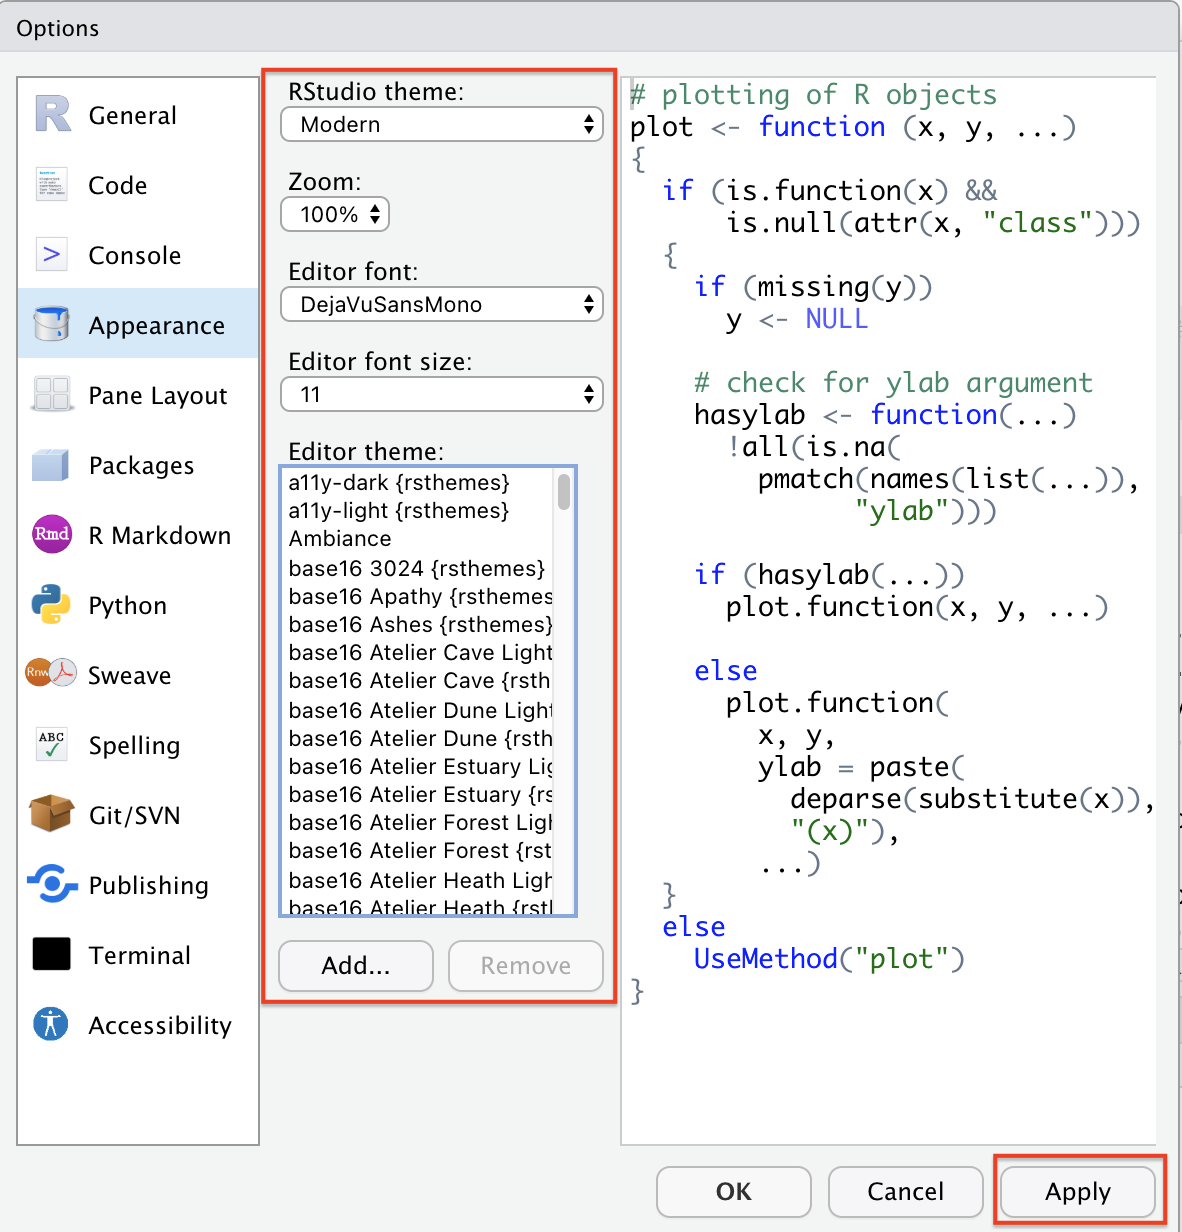 Options
General
Code
Console
Appearance
Pane Layout
Packages
Rmd
R Markdown
Python
Rnw
Sweave
ABC
Spelling
Git/SVN
Publishing
Terminal
Accessibility
RStudio theme:
Modern
Zoom:
100%
Editor font:
DejaVuSansMono
Editor font size:
11
Editor theme:
a11y-dark {rsthemes}
a11y-light {rsthemes}
Ambiance
base16 3024 {rsthemes}
base16 Apathy {rsthemes
base16 Ashes {rsthemes}
base16 Atelier Cave Light
base16 Atelier Cave {rsth
base16 Atelier Dune Light
base16 Atelier Dune {rsth
base16 Atelier Estuary Lig
base16 Atelier Estuary {rs
base16 Atelier Forest Ligh
base16 Atelier Forest {rst
base16 Atelier Heath Ligh
base16 Atelier Heath {rstl
Add...
Remove
# plotting of R objects
plot <- function (x, y, ...)
{
  if (is.function(x) &&
      is.null(attr(x, "class")))
  {
    if (missing(y))
      y <- NULL

    # check for ylab argument
    hasylab <- function(...)
      !all(is.na(
        pmatch(names(list(...)),
              "ylab")))

    if (hasylab(...))
      plot.function(x, y, ...)

    else
      plot.function(
        x, y,
        ylab = paste(
          deparse(substitute(x)),
          "(x)"),
        ...)
  }
  else
    UseMethod("plot")
}
OK
Cancel
Apply